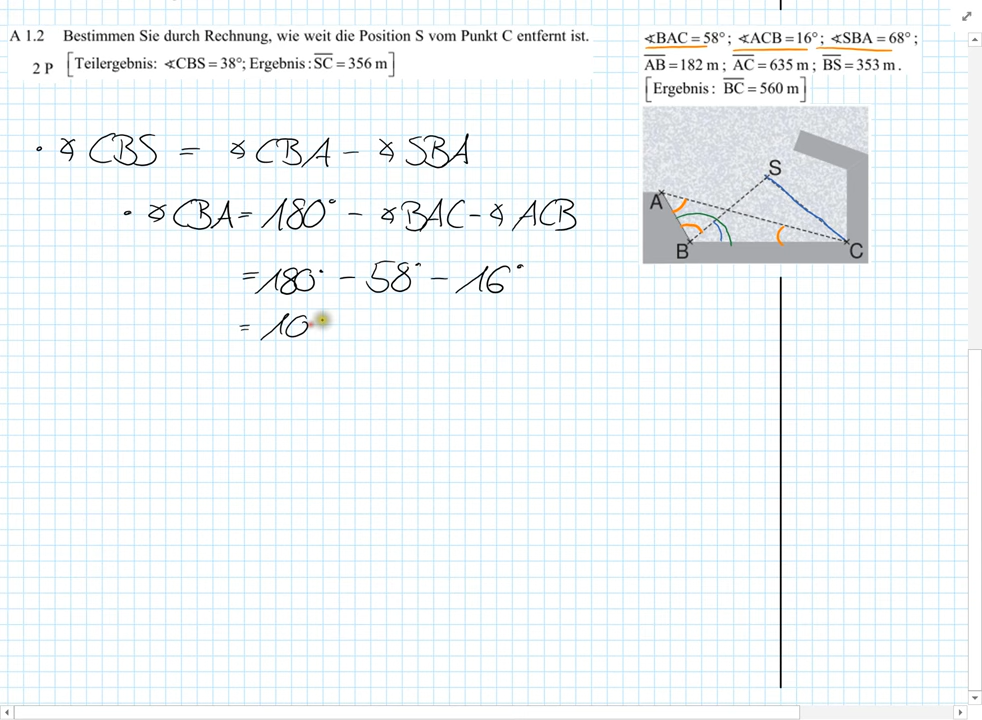 A 1.2 Bestimmen Sie durch Rechnung, wie weit die Position S vom Punkt C entfernt ist.
2 P [Teilergebnis: ∢CBS = 38°; Ergebnis: S̅C̅ = 356 m]
∢BAC = 58°; ∢ACB = 16°; ∢SBA = 68°;
A̅B̅ = 182 m; A̅C̅ = 635 m; B̅S̅ = 353 m.
[Ergebnis: B̅C̅ = 560 m]
A
S
B
C
· ∢ CBS = ∢ CBA − ∢ SBA
· ∢ CBA = 180° − ∢ BAC − ∢ ACB
= 180° − 58° − 16°
= 10